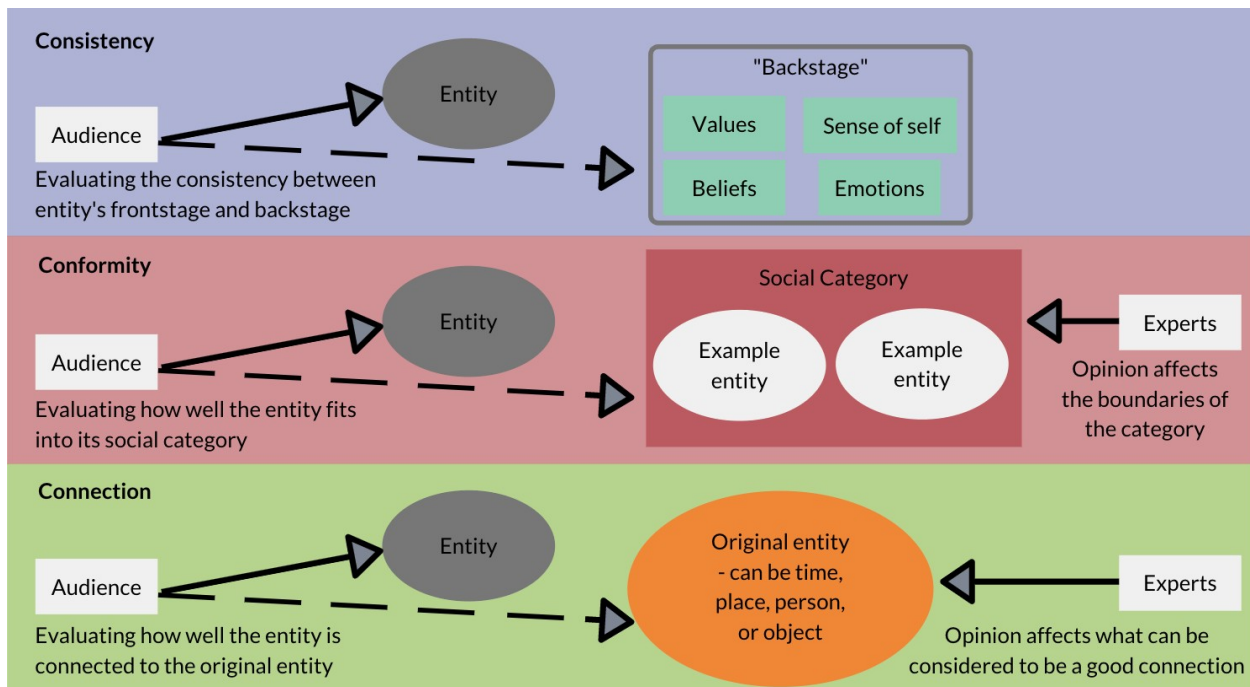 Consistency
Entity
"Backstage"
Values
Sense of self
Beliefs
Emotions
Audience
Evaluating the consistency between
entity's frontstage and backstage
Conformity
Entity
Social Category
Example
entity
Example
entity
Experts
Opinion affects
the boundaries of
the category
Audience
Evaluating how well the entity fits
into its social category
Connection
Entity
Original entity
- can be time,
place, person,
or object
Experts
Opinion affects what can be
considered to be a good connection
Audience
Evaluating how well the entity is
connected to the original entity